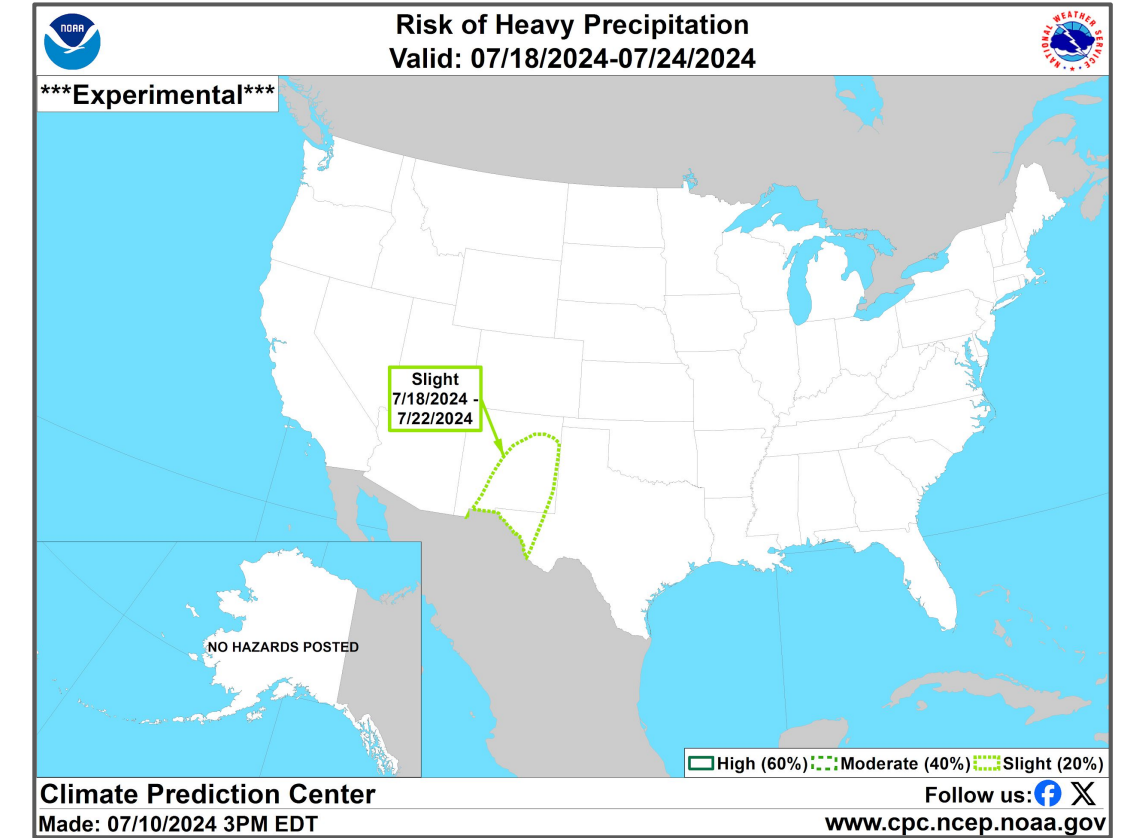 NOAA
Risk of Heavy Precipitation
Valid: 07/18/2024-07/24/2024
NATIONAL WEATHER SERVICE
***Experimental***
Slight
7/18/2024 -
7/22/2024
NO HAZARDS POSTED
High (60%) Moderate (40%) Slight (20%)
Climate Prediction Center
Follow us:
Made: 07/10/2024 3PM EDT
www.cpc.ncep.noaa.gov